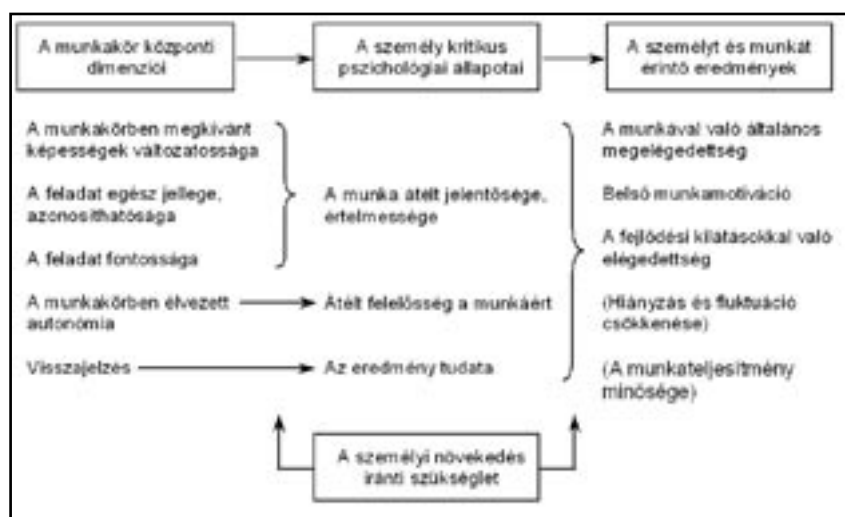 A munkakör központi
dimenziói
A személy kritikus
pszichológiai állapotai
A személyt és munkát
érintő eredmények
A munkakörben megkívánt
képességek változatossága
A feladat egész jellege,
azonosíthatósága
A feladat fontossága
A munkakörben élvezett
autonómia
Visszajelzés
A munka átélt jelentősége,
értelmessége
Átélt felelősség a munkáért
Az eredmény tudata
A munkával való általános
megelégedettség
Belső munkamotiváció
A fejlődési kilátásokkal való
elégedettség
(Hiányzás és fluktuáció
csökkenése)
(A munkateljesítmény
minősége)
A személyi növekedés
iránti szükséglet